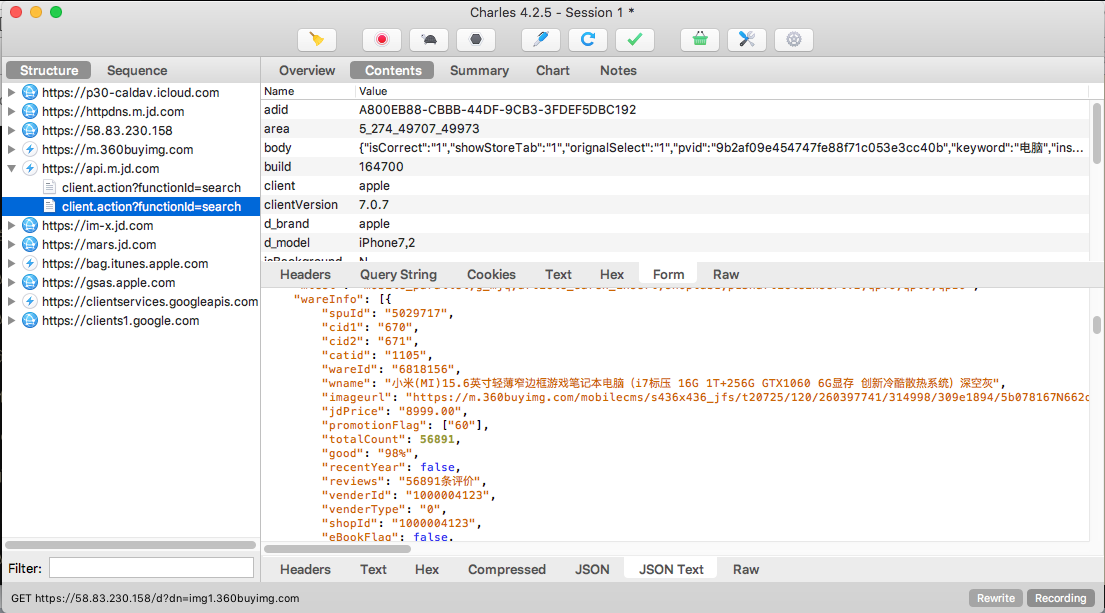 Charles 4.2.5 - Session 1 *
Structure Sequence
Overview Contents Summary Chart Notes
https://p30-caldav.icloud.com
https://httpdns.m.jd.com
https://58.83.230.158
https://m.360buyimg.com
https://api.m.jd.com
client.action?functionId=search
client.action?functionId=search
https://im-x.jd.com
https://mars.jd.com
https://bag.itunes.apple.com
https://gsas.apple.com
https://clientservices.googleapis.com
https://clients1.google.com
Name Value
adid A800EB88-CBBB-44DF-9CB3-3FDEF5DBC192
area 5_274_49707_49973
body {"isCorrect":"1","showStoreTab":"1","orignalSelect":"1","pvid":"9b2af09e454747fe88f71c053e3cc40b","keyword":"电脑","ins...
build 164700
client apple
clientVersion 7.0.7
d_brand apple
d_model iPhone7,2
Headers Query String Cookies Text Hex Form Raw
"wareInfo": [{
"spuId": "5029717",
"cid1": "670",
"cid2": "671",
"catid": "1105",
"wareId": "6818156",
"wname": "小米(MI)15.6英寸轻薄窄边框游戏笔记本电脑（i7标压 16G 1T+256G GTX1060 6G显存 创新冷酷散热系统）深空灰",
"imageurl": "https://m.360buyimg.com/mobilecms/s436x436_jfs/t20725/120/260397741/314998/309e1894/5b078167N662c
"jdPrice": "8999.00",
"promotionFlag": ["60"],
"totalCount": 56891,
"good": "98%",
"recentYear": false,
"reviews": "56891条评价",
"venderId": "1000004123",
"venderType": "0",
"shopId": "1000004123",
"eBookFlag": false,
Headers Text Hex Compressed JSON JSON Text Raw
Filter:
GET https://58.83.230.158/d?dn=img1.360buyimg.com
Rewrite Recording